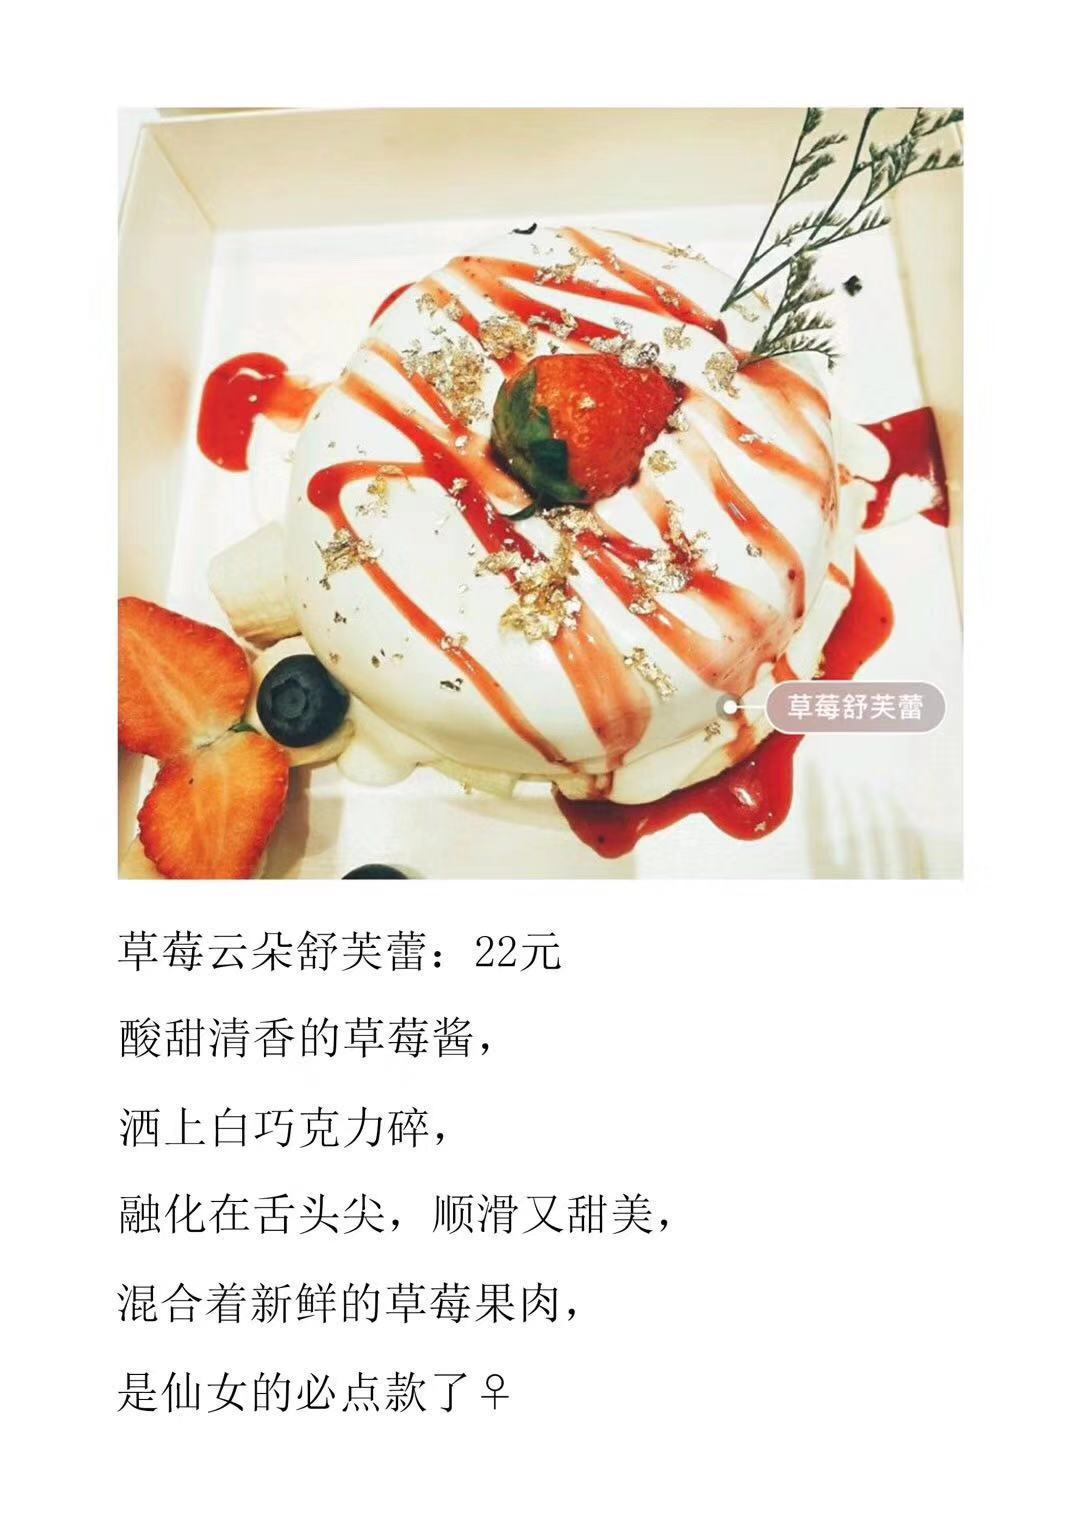 草莓舒芙蕾
草莓云朵舒芙蕾：22元
酸甜清香的草莓酱，
洒上白巧克力碎，
融化在舌头尖，顺滑又甜美，
混合着新鲜的草莓果肉，
是仙女的必点款了♀